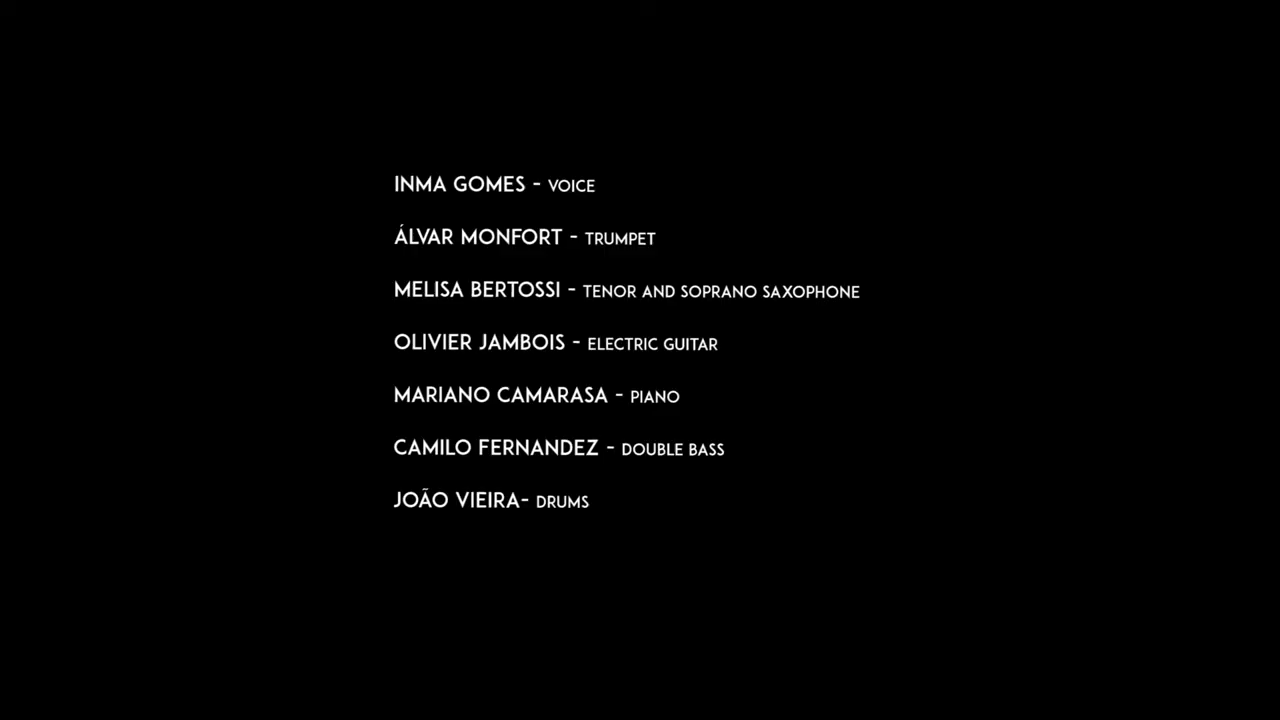 INMA GOMES - VOICE
ÁLVAR MONFORT - TRUMPET
MELISA BERTOSSI - TENOR AND SOPRANO SAXOPHONE
OLIVIER JAMBOIS - ELECTRIC GUITAR
MARIANO CAMARASA - PIANO
CAMILO FERNANDEZ - DOUBLE BASS
JOÃO VIEIRA- DRUMS